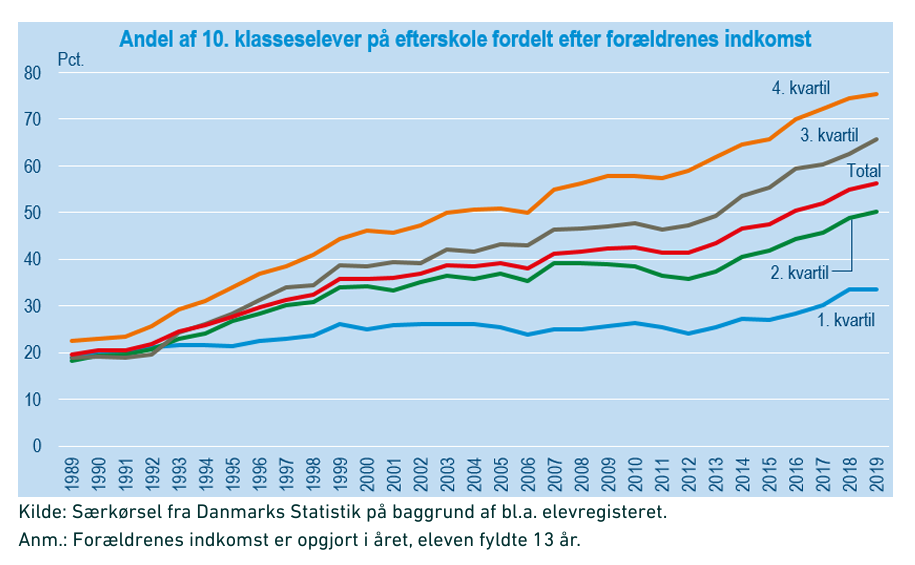 Andel af 10. klasseselever på efterskole fordelt efter forældrenes indkomst
Pct.
80
70
60
50
40
30
20
10
0
4. kvartil
3. kvartil
Total
2. kvartil
1. kvartil
1989 1990 1991 1992 1993 1994 1995 1996 1997 1998 1999 2000 2001 2002 2003 2004 2005 2006 2007 2008 2009 2010 2011 2012 2013 2014 2015 2016 2017 2018 2019
Kilde: Særkørsel fra Danmarks Statistik på baggrund af bl.a. elevregisteret.
Anm.: Forældrenes indkomst er opgjort i året, eleven fyldte 13 år.